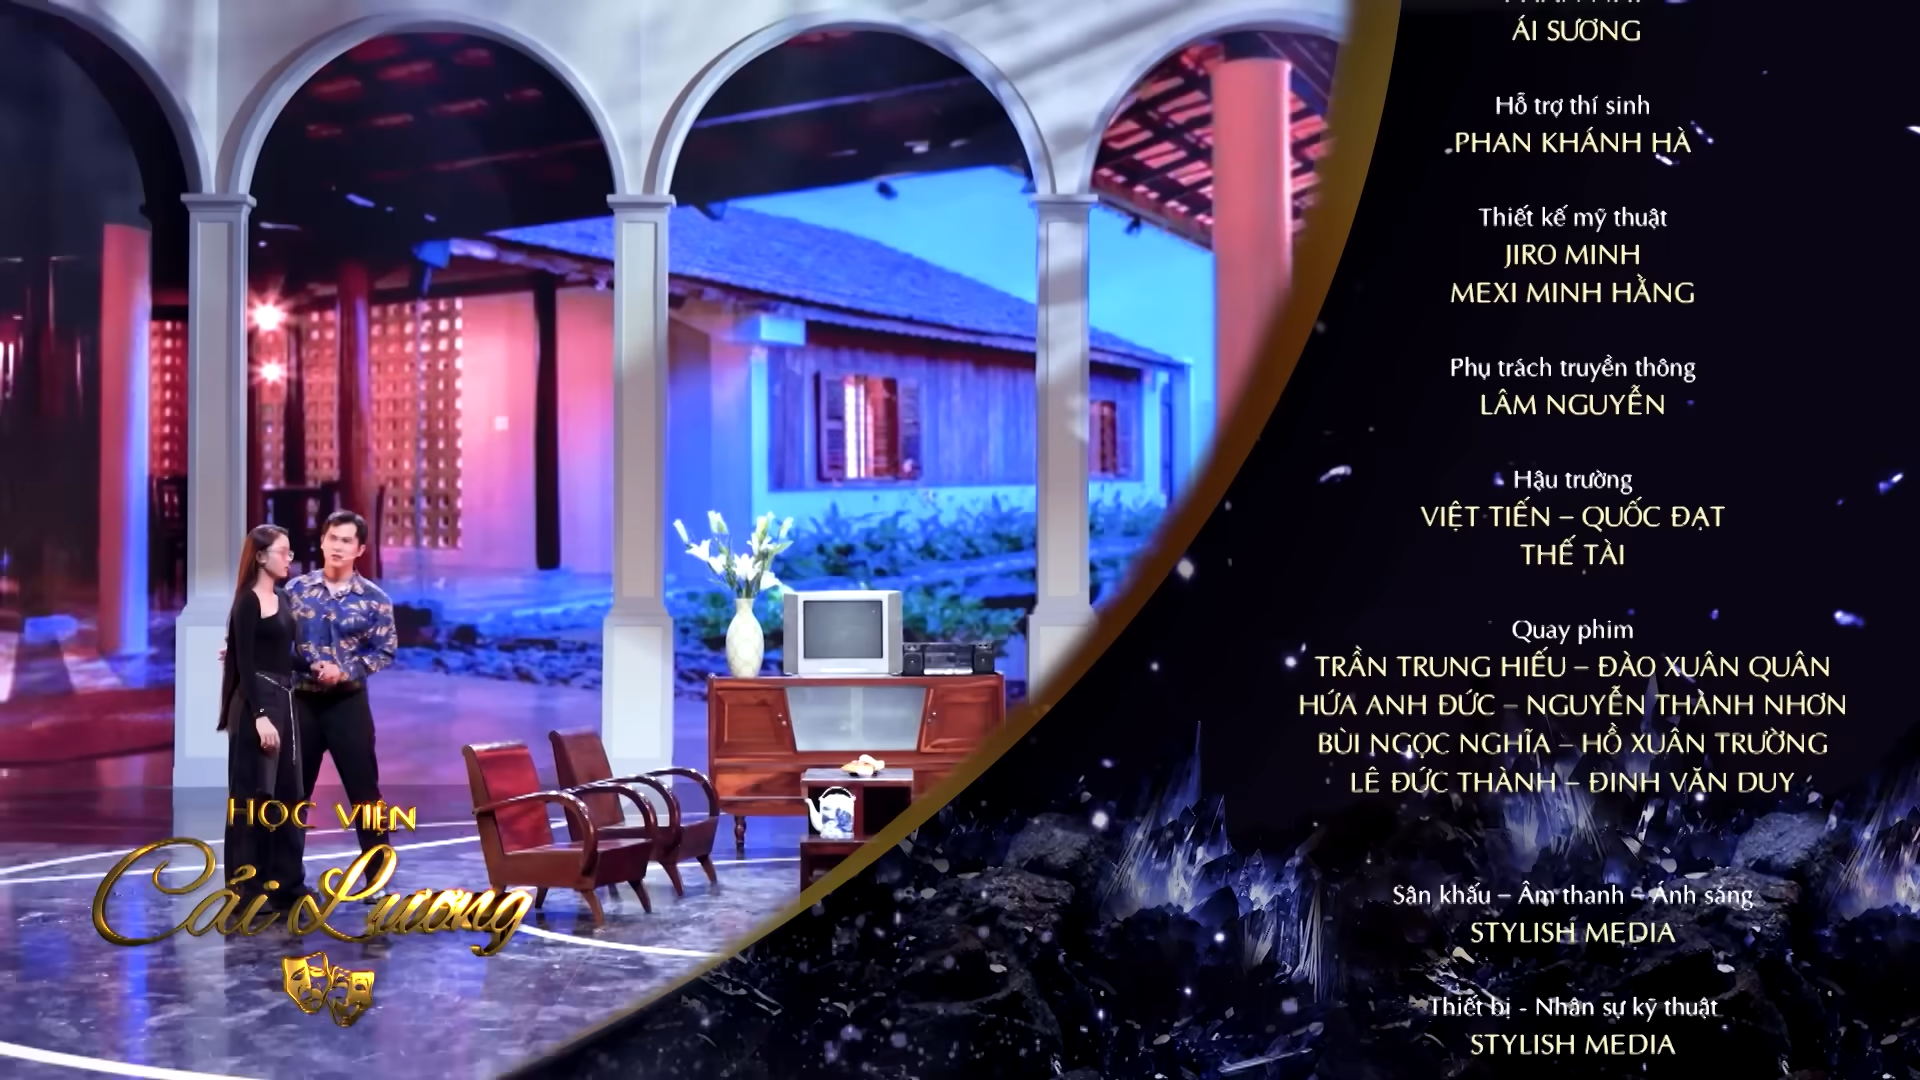 ÁI SƯƠNG
Hỗ trợ thí sinh
PHAN KHÁNH HÀ
Thiết kế mỹ thuật
JIRO MINH
MEXI MINH HẰNG
Phụ trách truyền thông
LÂM NGUYỄN
Hậu trường
VIỆT TIẾN – QUỐC ĐẠT
THẾ TÀI
Quay phim
TRẦN TRUNG HIẾU – ĐÀO XUÂN QUÂN
HỨA ANH ĐỨC – NGUYỄN THÀNH NHƠN
BÙI NGỌC NGHĨA – HỒ XUÂN TRƯỜNG
LÊ ĐỨC THÀNH – ĐINH VĂN DUY
Sân khấu – Âm thanh – Ánh sáng
STYLISH MEDIA
Thiết bị - Nhân sự kỹ thuật
STYLISH MEDIA
HỌC VIỆN
Cải Lương